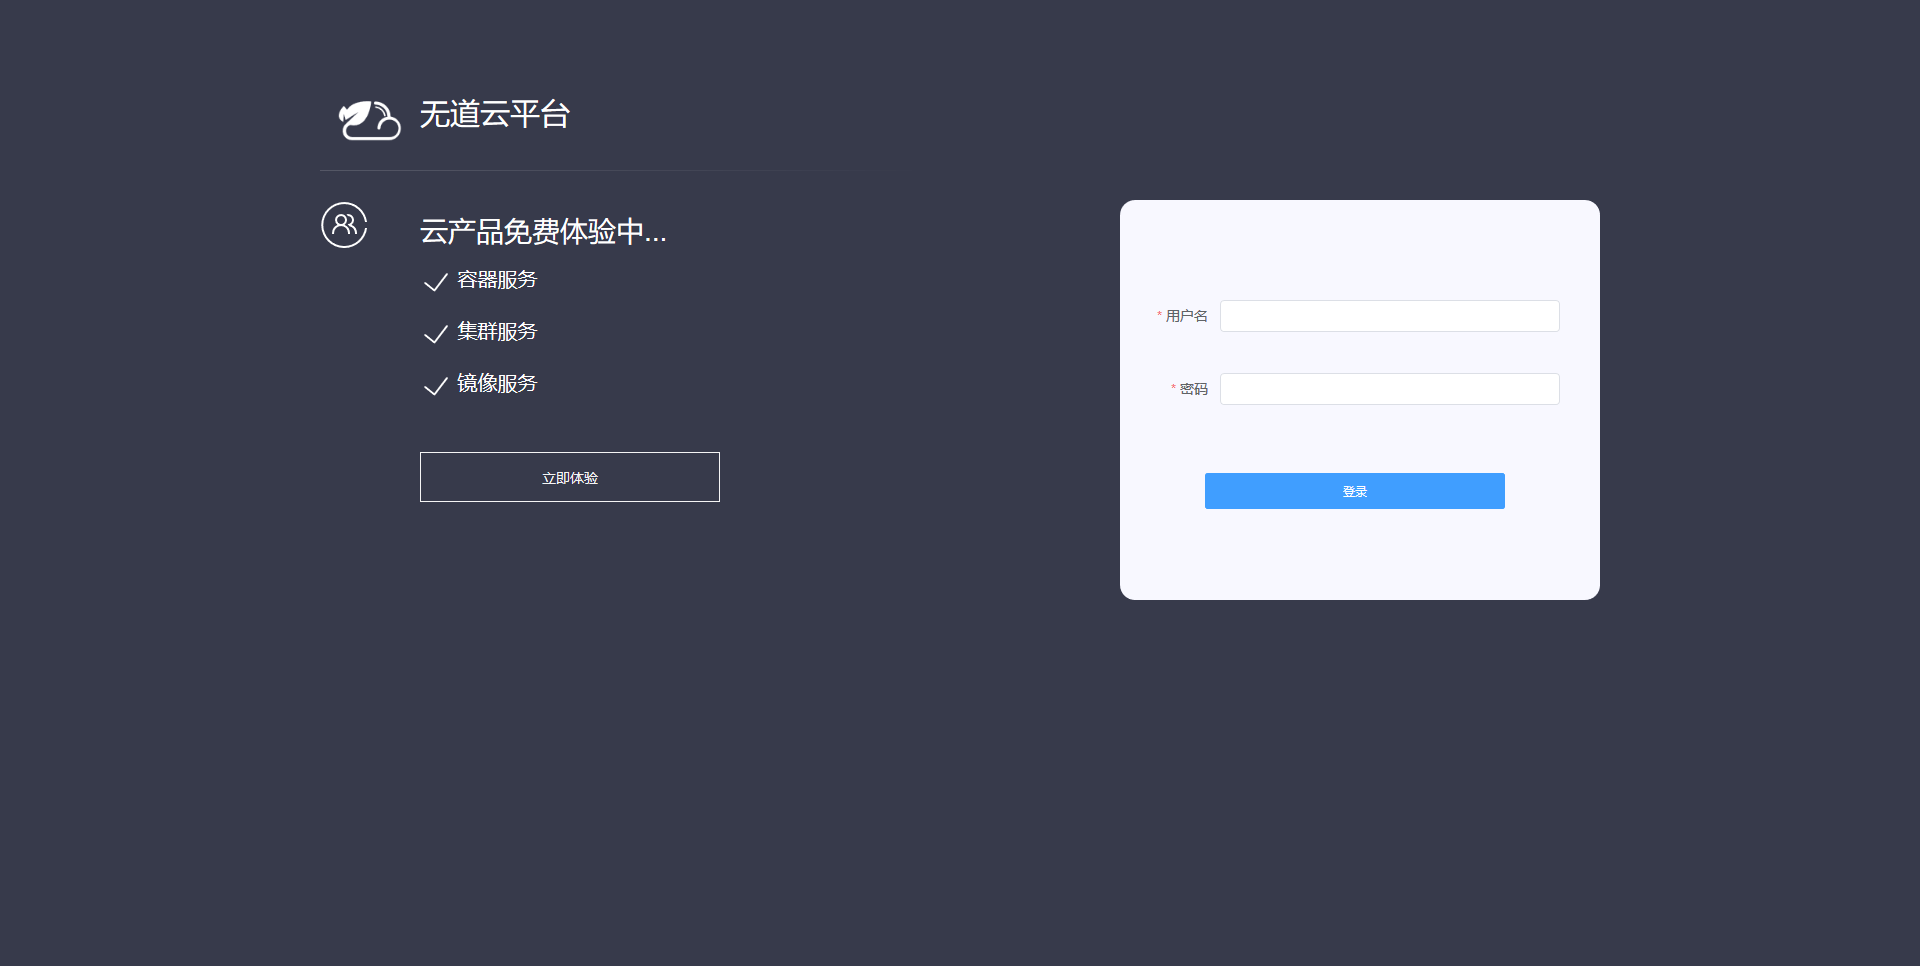 无道云平台
云产品免费体验中...
容器服务
集群服务
镜像服务
立即体验
* 用户名
* 密码
登录